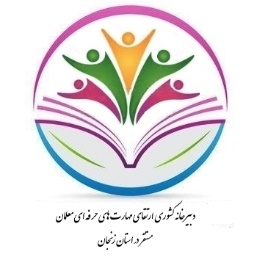 دبیرخانه کشوری ارتقای مهارت های حرفه ای معلمان
مستقر در استان زنجان